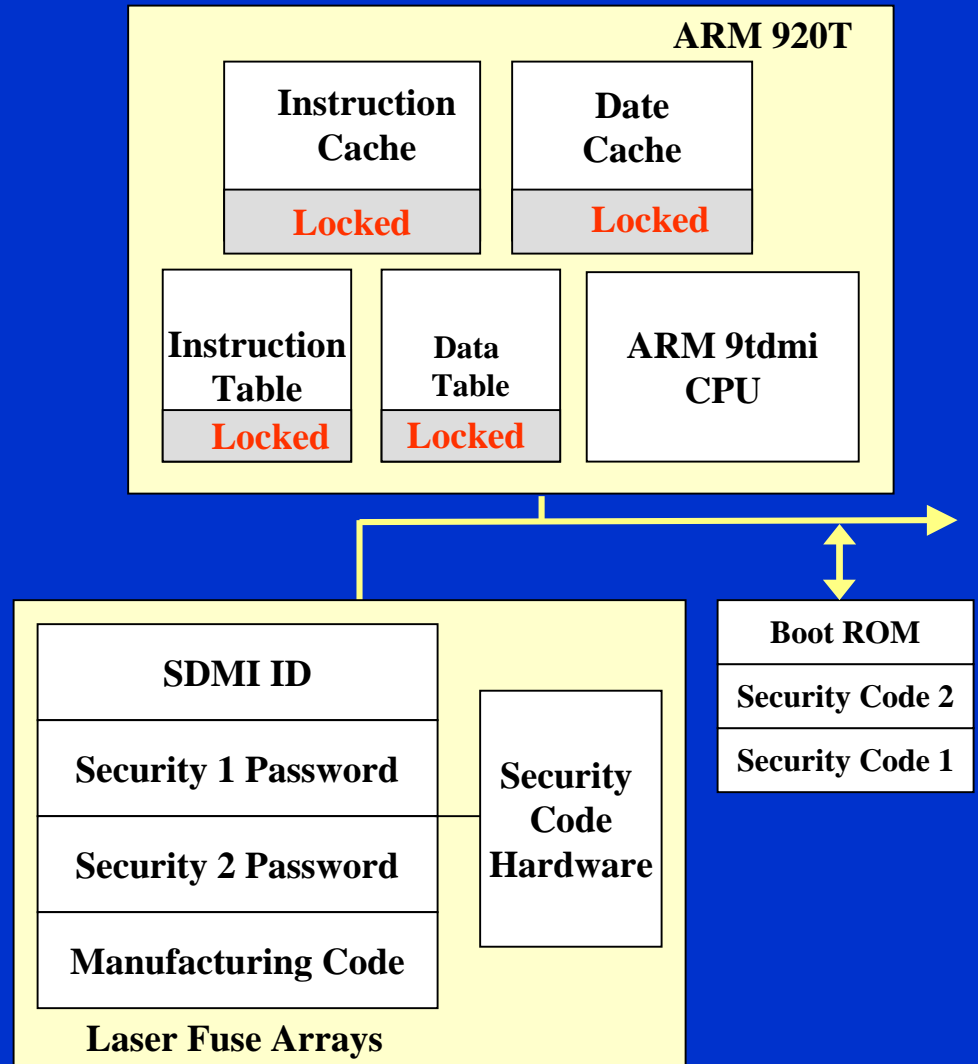 ARM 920T
Instruction
Cache
Locked
Date
Cache
Locked
Instruction
Table
Locked
Data
Table
Locked
ARM 9tdmi
CPU
SDMI ID
Security 1 Password
Security 2 Password
Manufacturing Code
Laser Fuse Arrays
Security
Code
Hardware
Boot ROM
Security Code 2
Security Code 1